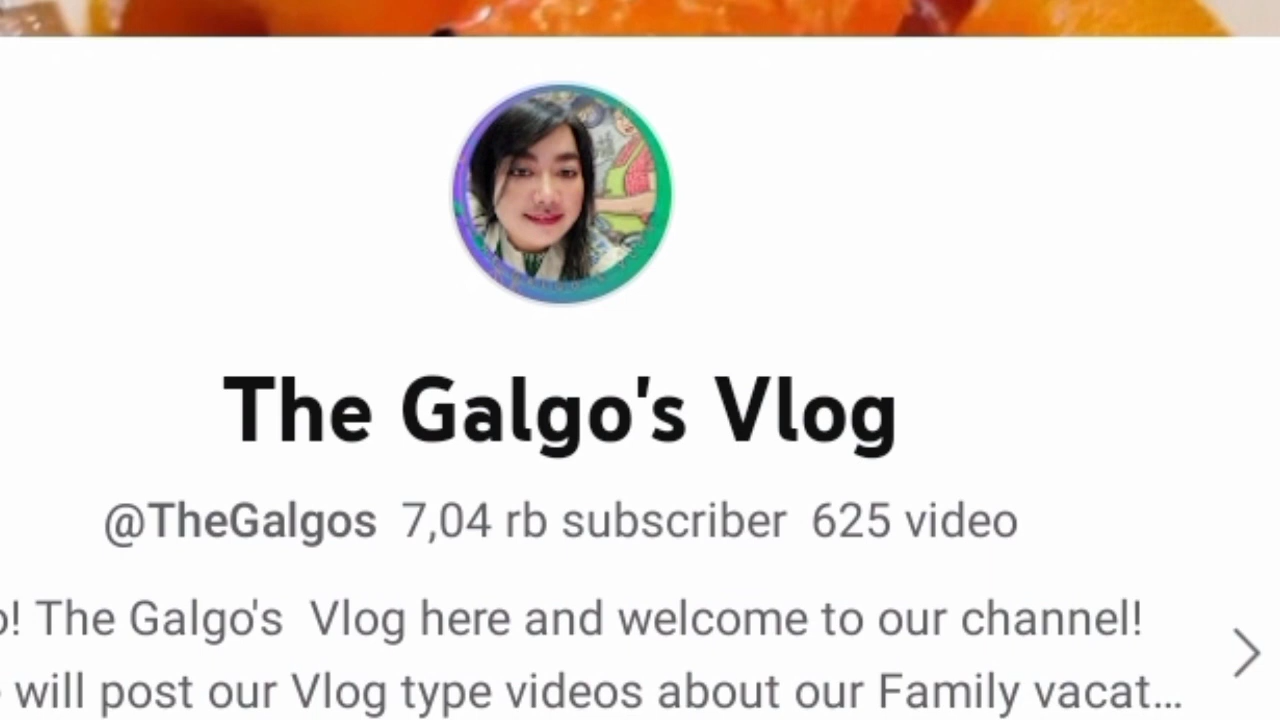 The Galgo's Vlog
@TheGalgos 7,04 rb subscriber 625 video
o! The Galgo's Vlog here and welcome to our channel!
will post our Vlog type videos about our Family vacat...